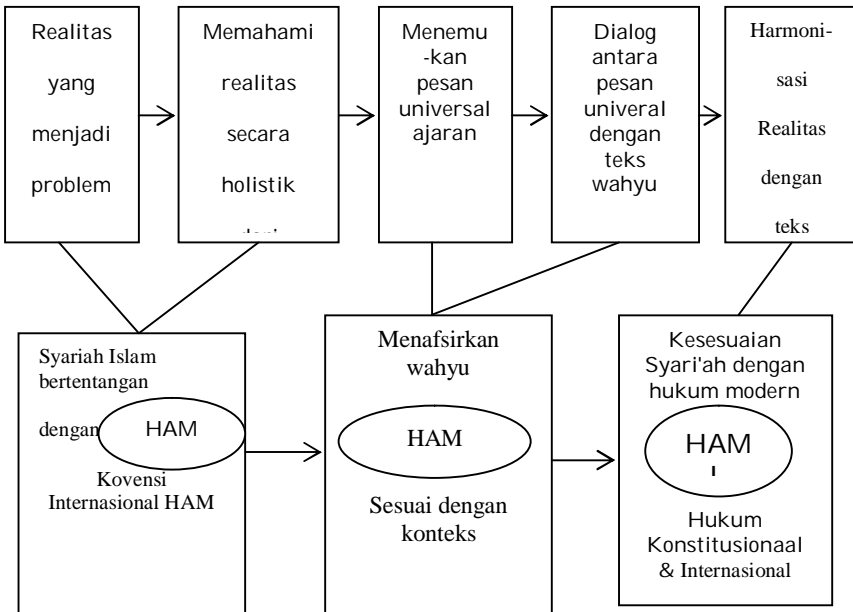 Realitas
yang
menjadi
problem
Memahami
realitas
secara
holistik
Menemu
-kan
pesan
universal
ajaran
Dialog
antara
pesan
univeral
dengan
teks
wahyu
Harmoni-
sasi
Realitas
dengan
teks
Syariah Islam
bertentangan
dengan
HAM
Kovensi
Internasional HAM
Menafsirkan
wahyu
HAM
Sesuai dengan
konteks
Kesesuaian
Syari'ah dengan
hukum modern
HAM
Hukum
Konstitusionaal
& Internasional